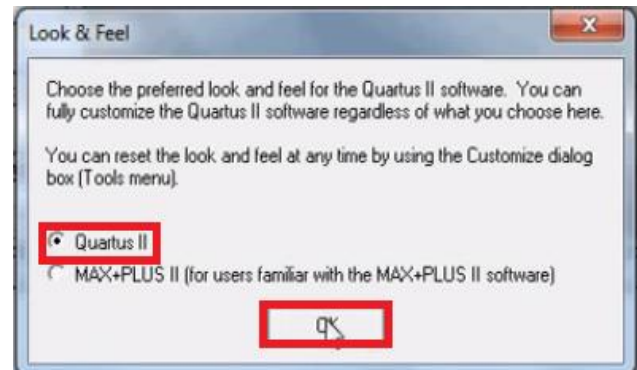 Look & Feel
Choose the preferred look and feel for the Quartus II software. You can
fully customize the Quartus II software regardless of what you choose here.
You can reset the look and feel at any time by using the Customize dialog
box (Tools menu).
Quartus II
MAX+PLUS II (for users familiar with the MAX+PLUS II software)
OK